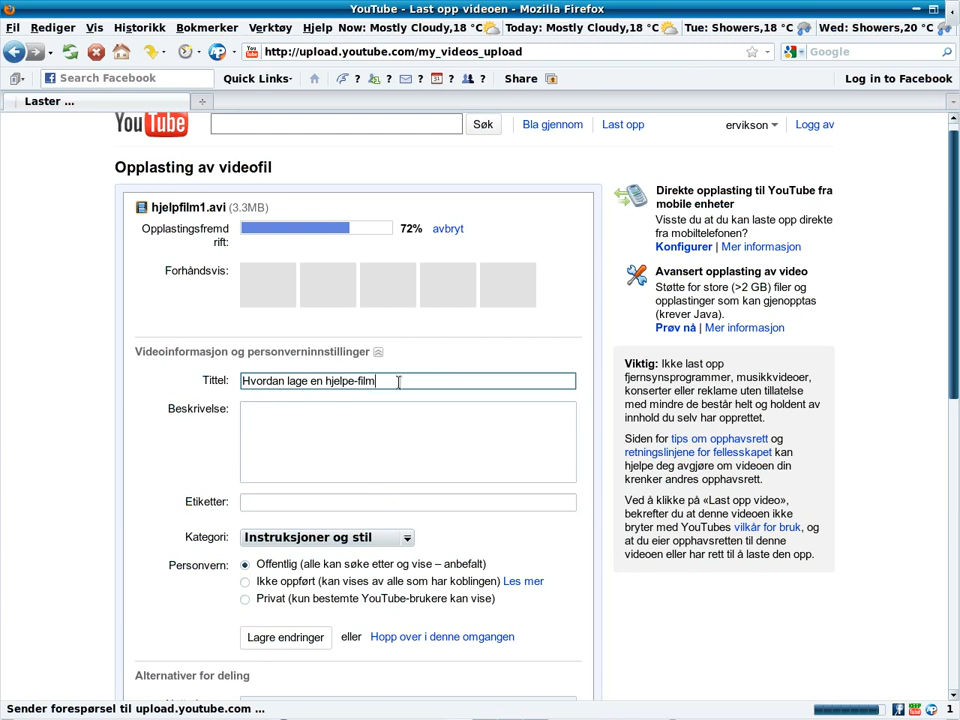 YouTube - Last opp videoen - Mozilla Firefox
Fil Rediger Vis Historikk Bokmerker Verktøy Hjelp Now: Mostly Cloudy,18 °C Today: Mostly Cloudy,18 °C Tue: Showers,18 °C Wed: Showers,20 °C
http://upload.youtube.com/my_videos_upload Google
Search Facebook Quick Links Share Log in to Facebook
Laster ...
YouTube Søk Bla gjennom Last opp ervikson Logg av
Opplasting av videofil
hjelpfilm1.avi (3.3MB)
Opplastingsfremd
rift: 72% avbryt
Forhåndsvis:
Videoinformasjon og personverninnstillinger
Tittel: Hvordan lage en hjelpe-film
Beskrivelse:
Etiketter:
Kategori: Instruksjoner og stil
Personvern: Offentlig (alle kan søke etter og vise – anbefalt)
Ikke oppført (kan vises av alle som har koblingen) Les mer
Privat (kun bestemte YouTube-brukere kan vise)
Lagre endringer eller Hopp over i denne omgangen
Alternativer for deling
Direkte opplasting til YouTube fra
mobile enheter
Visste du at du kan laste opp direkte
fra mobiltelefonen?
Konfigurer | Mer informasjon
Avansert opplasting av video
Støtte for store (>2 GB) filer og
opplastinger som kan gjenopptas
(krever Java).
Prøv nå | Mer informasjon
Viktig: Ikke last opp
fjernsynsprogrammer, musikkvideoer,
konserter eller reklame uten tillatelse
med mindre de består helt og holdent av
innhold du selv har opprettet.
Siden for tips om opphavsrett og
retningslinjene for fellesskapet kan
hjelpe deg avgjøre om videoen din
krenker andres opphavsrett.
Ved å klikke på «Last opp video»,
bekrefter du at denne videoen ikke
bryter med YouTubes vilkår for bruk, og
at du eier opphavsretten til denne
videoen eller har rett til å laste den opp.
Sender forespørsel til upload.youtube.com ... 1